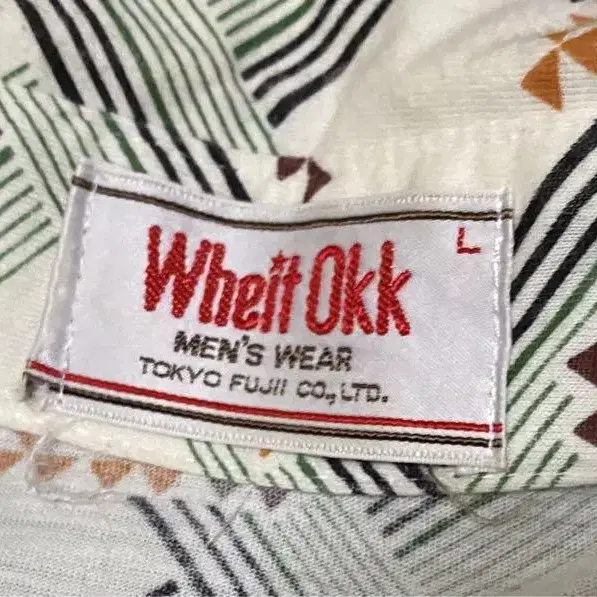 L
Wheit Okk
MEN'S WEAR
TOKYO FUJII CO., LTD.